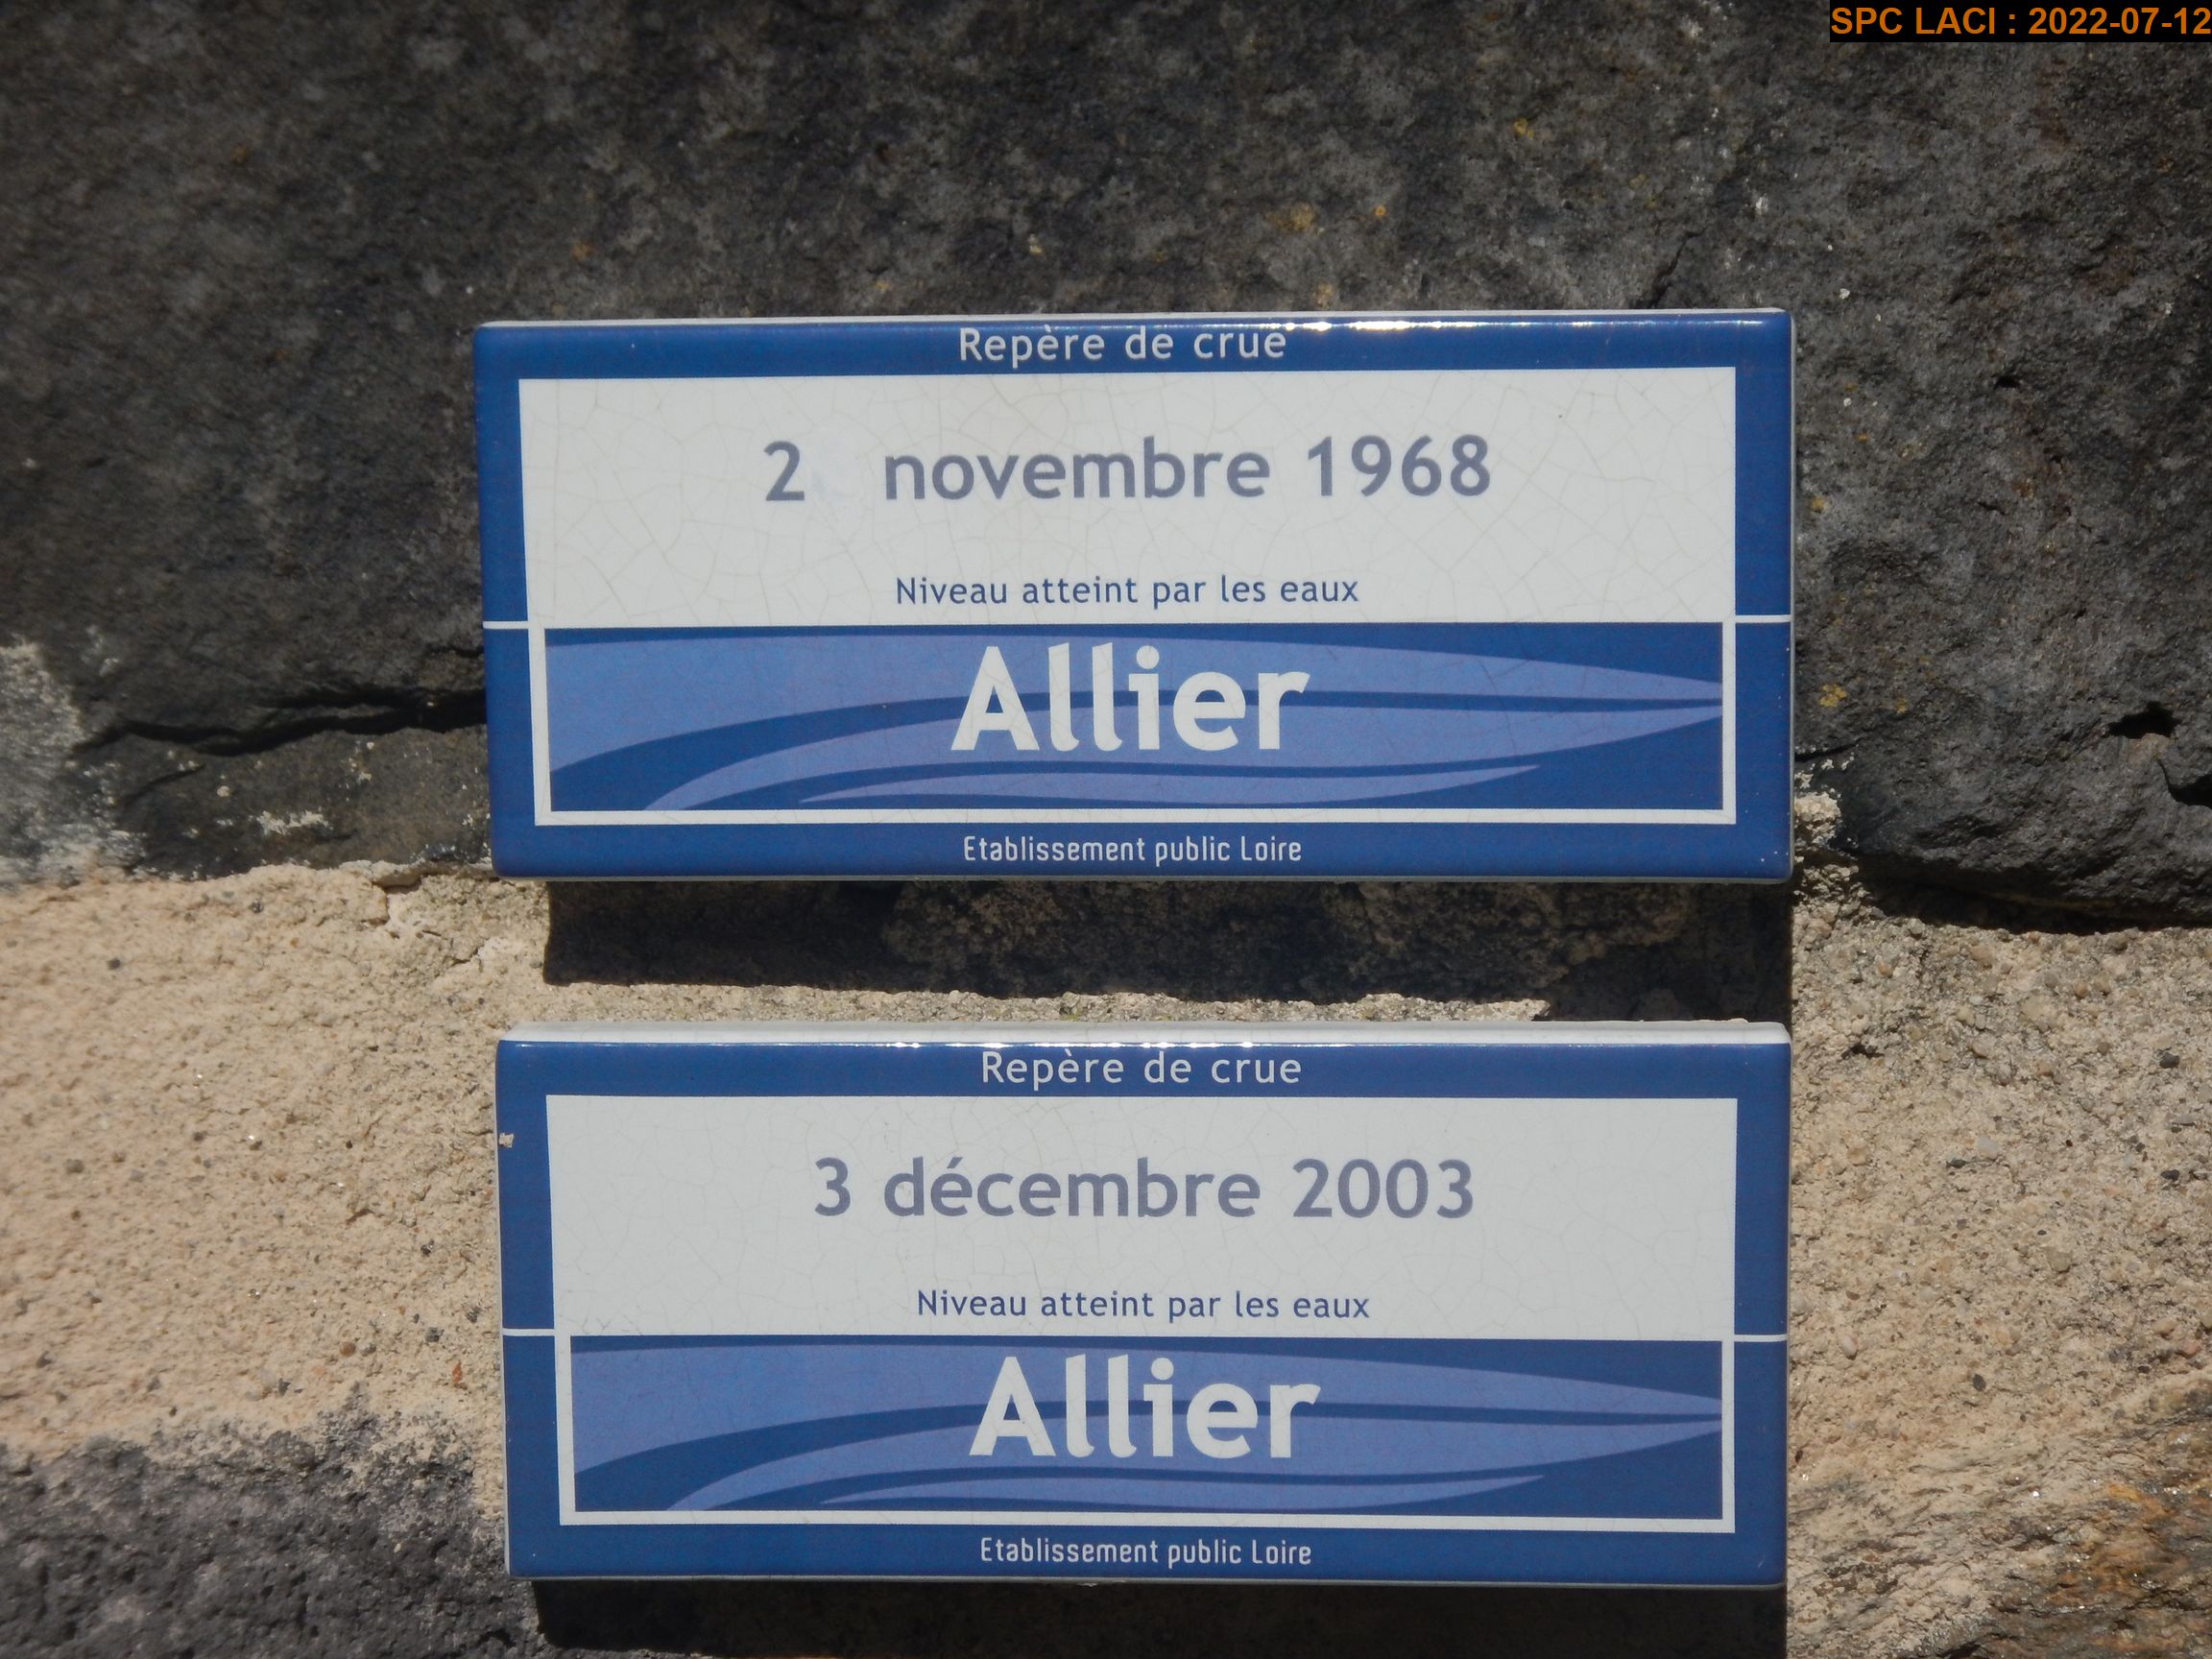 SPC LACI : 2022-07-12
Repère de crue
2 novembre 1968
Niveau atteint par les eaux
Allier
Etablissement public Loire
Repère de crue
3 décembre 2003
Niveau atteint par les eaux
Allier
Etablissement public Loire